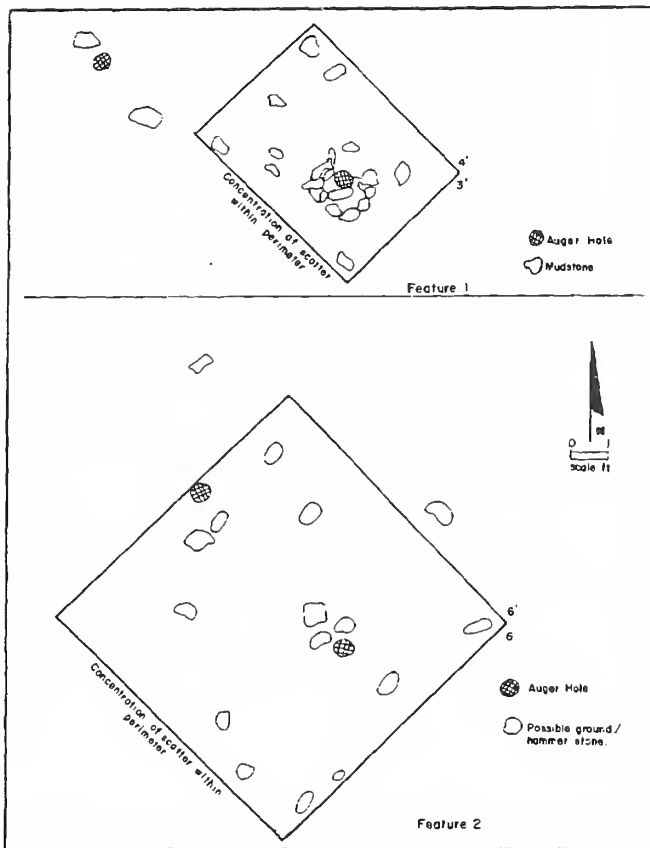 4'
3'
Concentration of scatter
within perimeter
Auger Hole
Mudstone
Feature 1
0 1
scale ft
6'
6
Concentration of scatter within
perimeter
Auger Hole
Possible ground/
hammer stone.
Feature 2